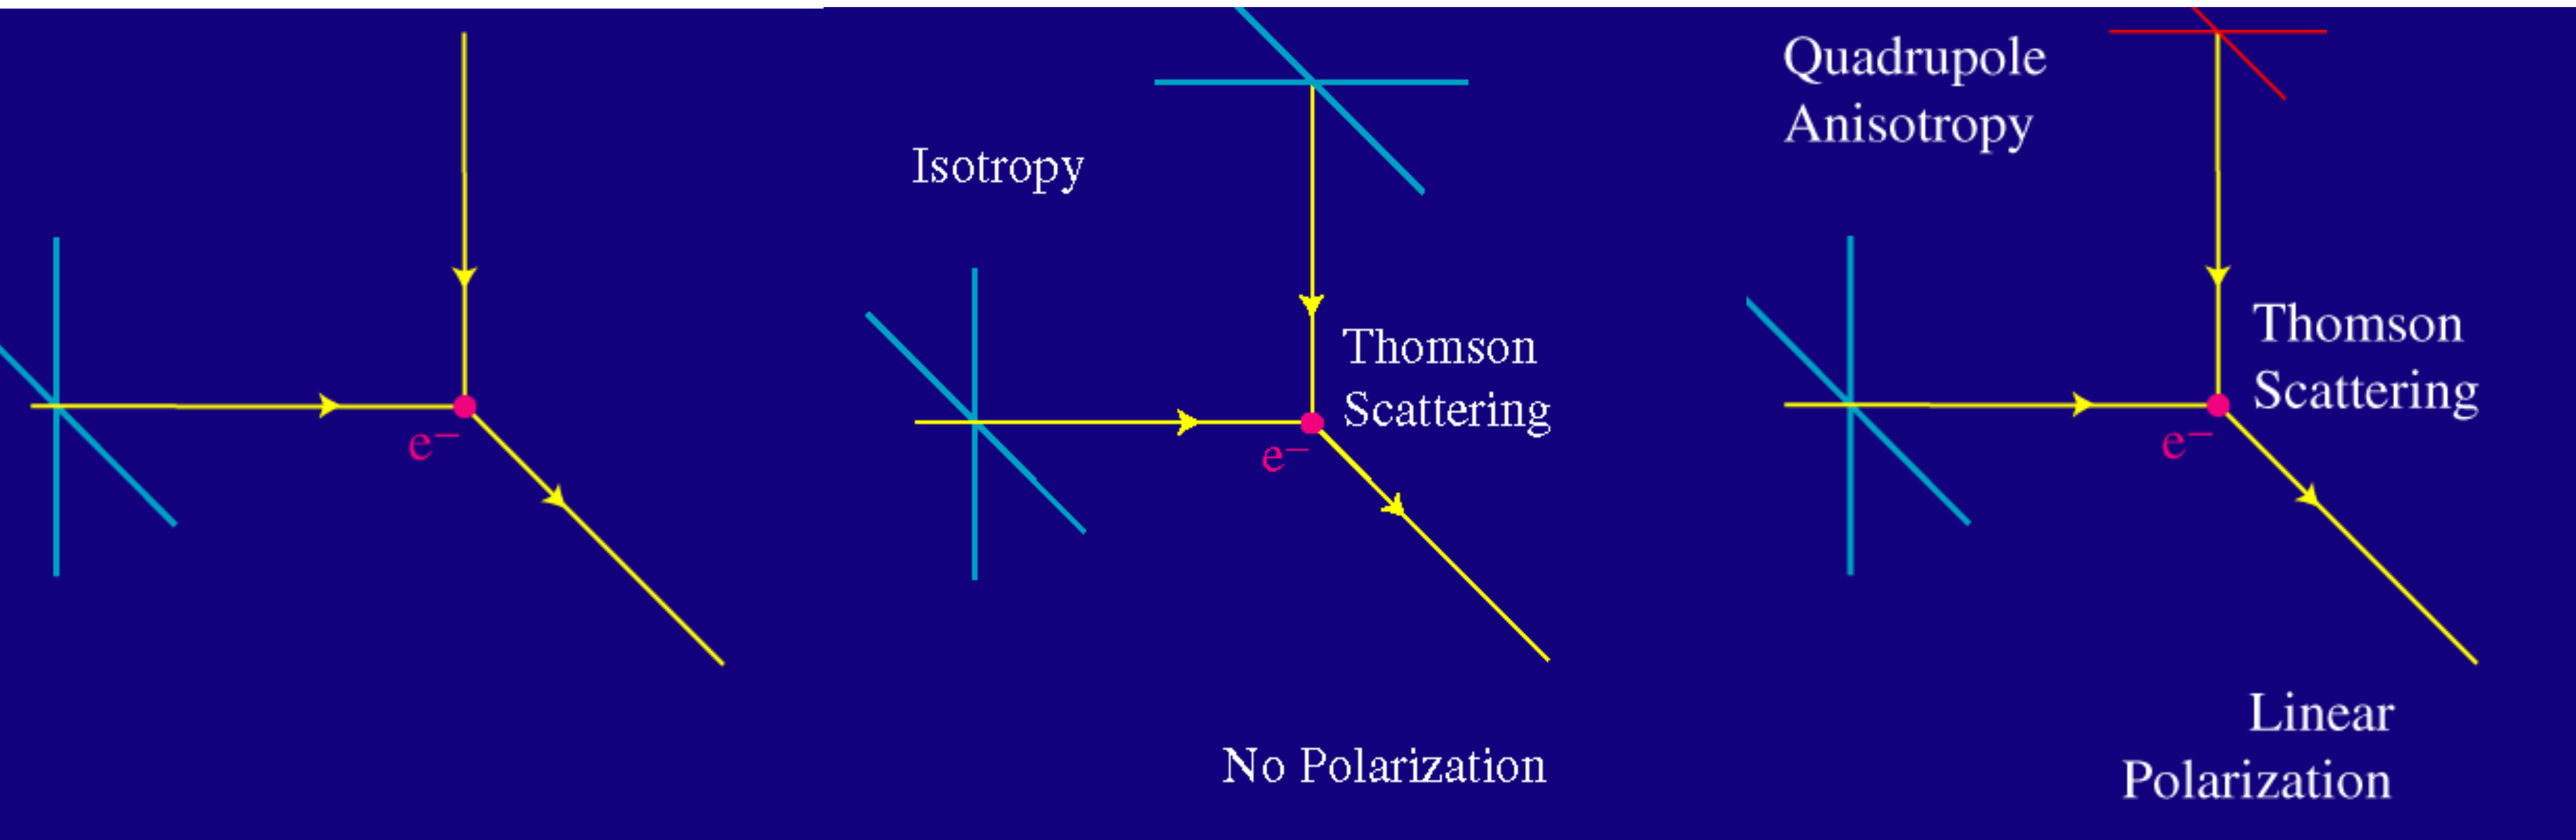 e–
Isotropy
Thomson
Scattering
e–
No Polarization
Quadrupole
Anisotropy
Thomson
Scattering
e–
Linear
Polarization